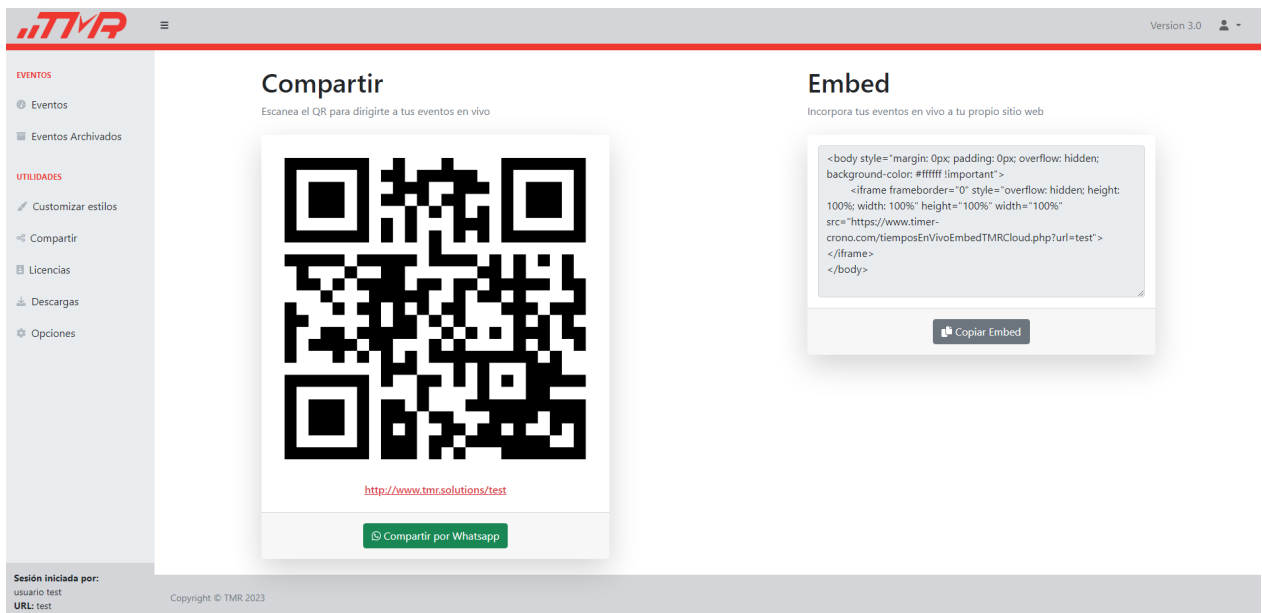 TMR
Version 3.0
EVENTOS
Eventos
Eventos Archivados
UTILIDADES
Customizar estilos
Compartir
Licencias
Descargas
Opciones
Sesión iniciada por:
usuario test
URL: test
Compartir
Escanea el QR para dirigirte a tus eventos en vivo
http://www.tmr.solutions/test
Compartir por Whatsapp
Embed
Incorpora tus eventos en vivo a tu propio sitio web
<body style="margin: 0px; padding: 0px; overflow: hidden;
background-color: #ffffff !important">
<iframe frameborder="0" style="overflow: hidden; height:
100%; width: 100%" height="100%" width="100%"
src="https://www.timer-
crono.com/tiemposEnVivoEmbedTMRCloud.php?url=test">
</iframe>
</body>
Copiar Embed
Copyright © TMR 2023